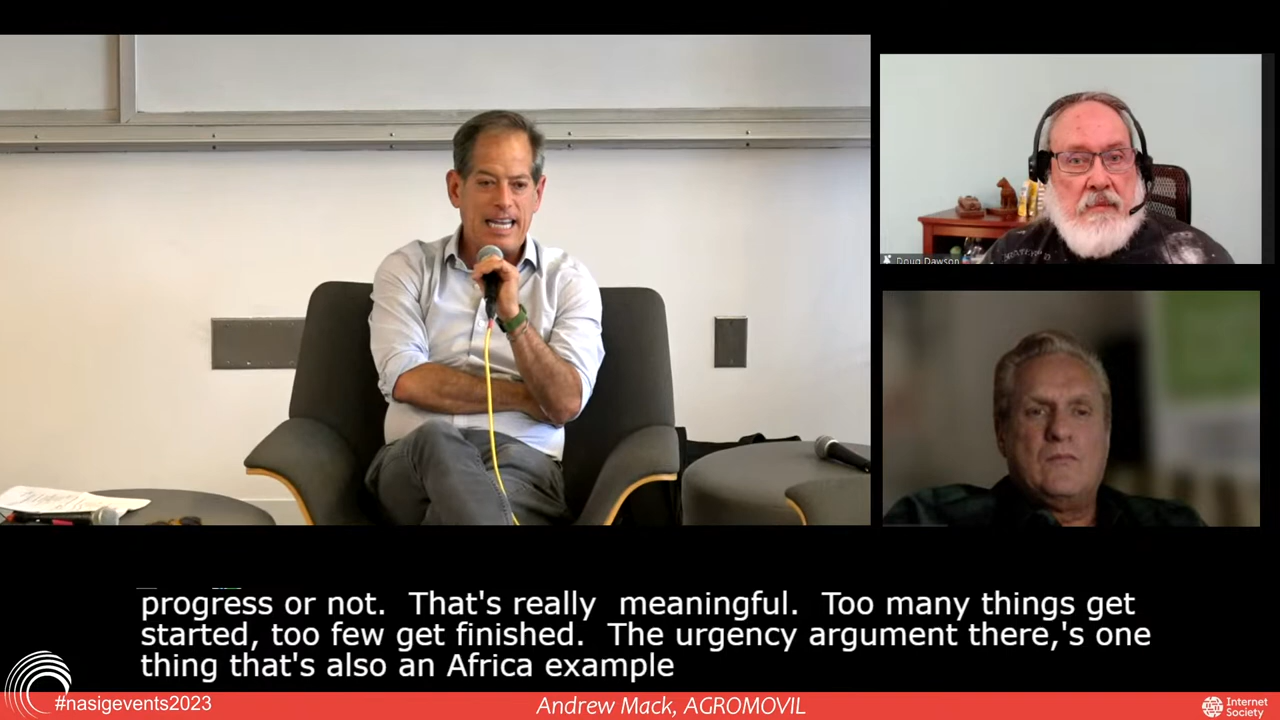 Doug Dawson
progress or not. That's really meaningful. Too many things get
started, too few get finished. The urgency argument there,'s one
thing that's also an Africa example
#nasigevents2023
Andrew Mack, AGROMOVIL
Internet
Society